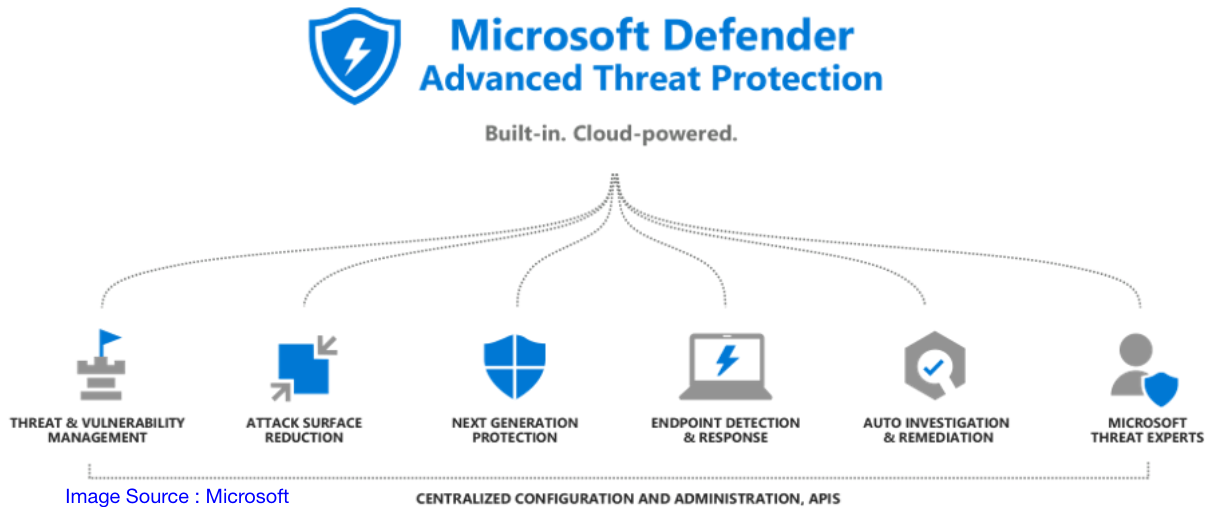 Microsoft Defender
Advanced Threat Protection
Built-in. Cloud-powered.
THREAT & VULNERABILITY
MANAGEMENT
ATTACK SURFACE
REDUCTION
NEXT GENERATION
PROTECTION
ENDPOINT DETECTION
& RESPONSE
AUTO INVESTIGATION
& REMEDIATION
MICROSOFT
THREAT EXPERTS
Image Source : Microsoft
CENTRALIZED CONFIGURATION AND ADMINISTRATION, APIS